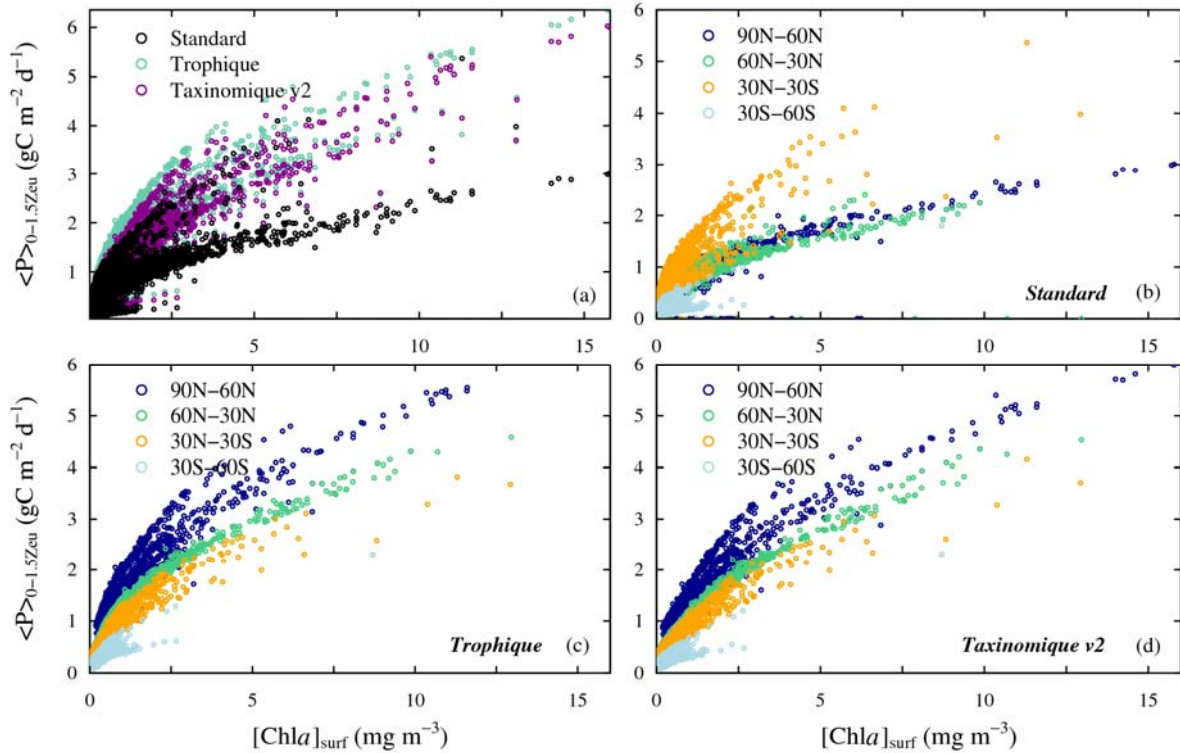 6
5
4
3
2
1
<P>0−1.5Zeu (gC m−2 d−1)
Standard
Trophique
Taxinomique v2
(a)
0 5 10 15
6
5
4
3
2
1
0
90N−60N
60N−30N
30N−30S
30S−60S
Standard (b)
0 5 10 15
6
5
4
3
2
1
0
<P>0−1.5Zeu (gC m−2 d−1)
90N−60N
60N−30N
30N−30S
30S−60S
Trophique (c)
0 5 10 15
[Chla]surf (mg m−3)
6
5
4
3
2
1
0
90N−60N
60N−30N
30N−30S
30S−60S
Taxinomique v2 (d)
0 5 10 15
[Chla]surf (mg m−3)